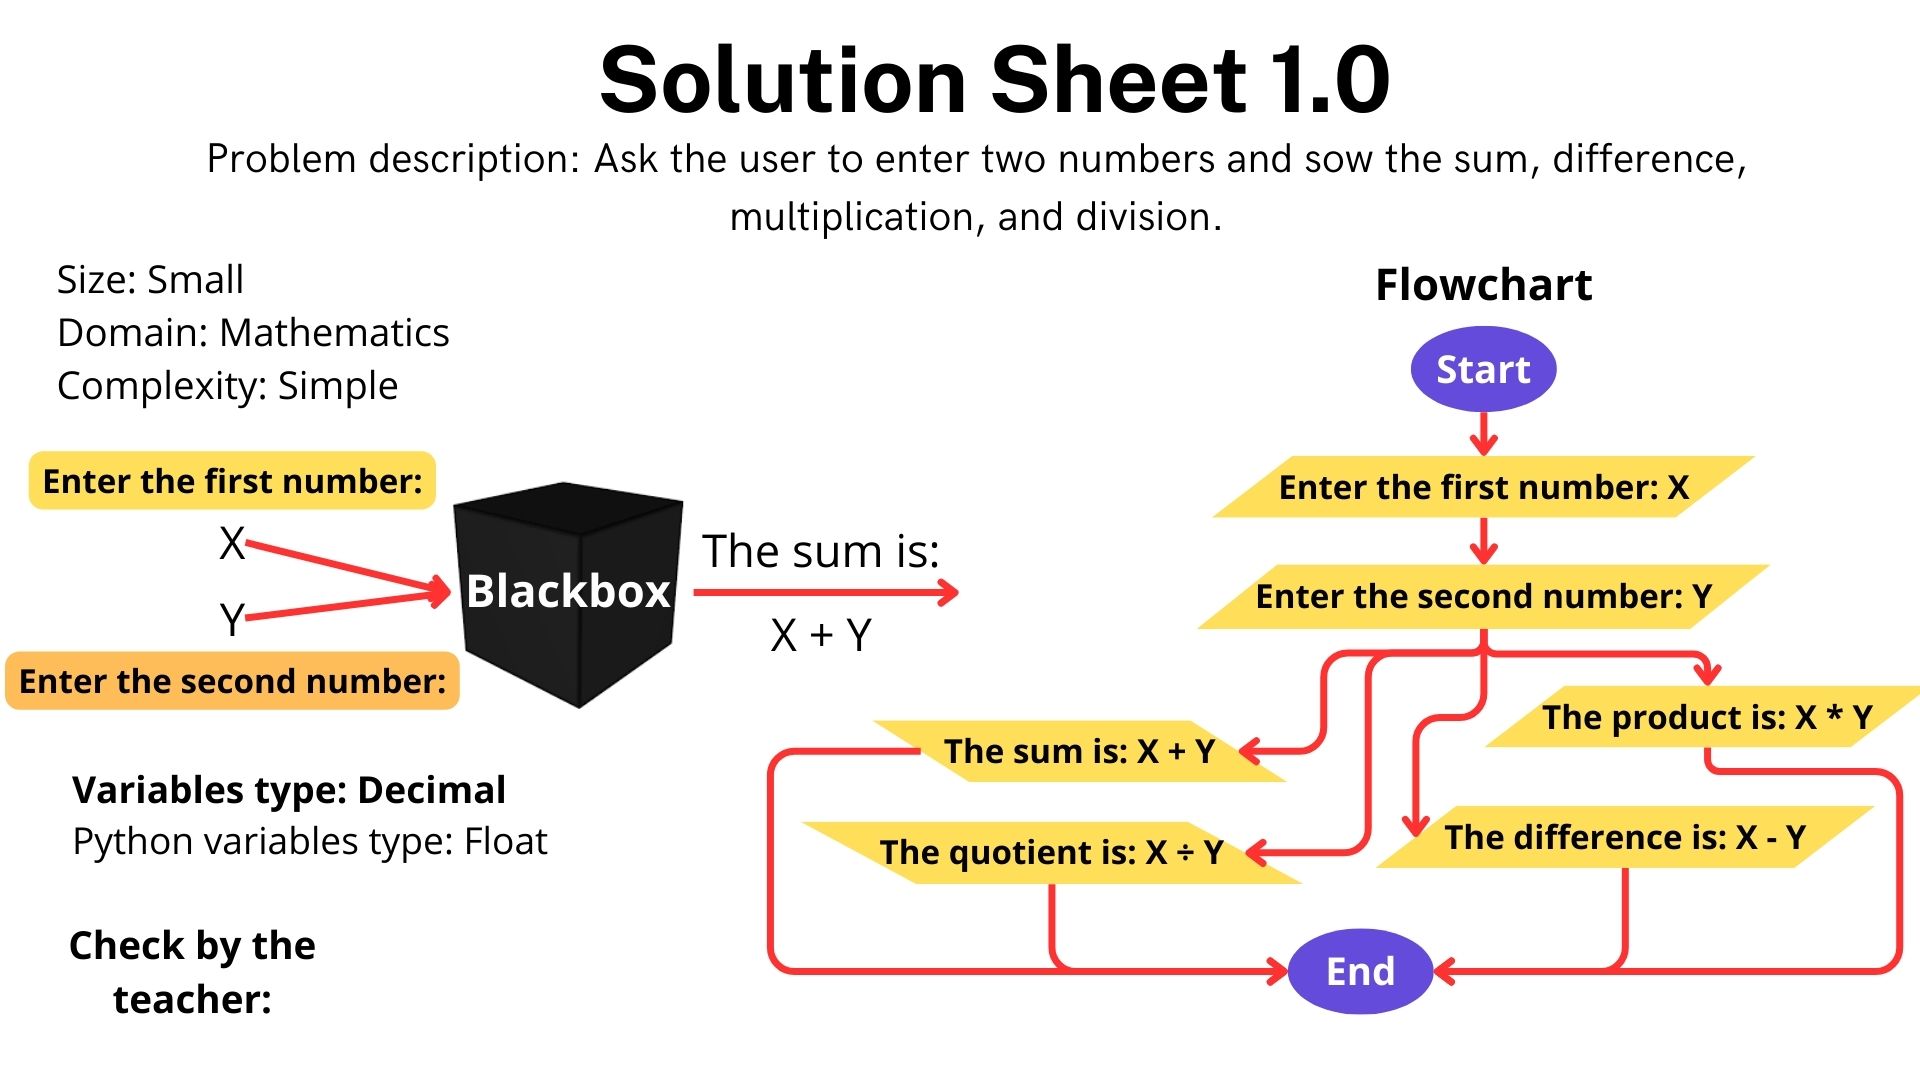 Solution Sheet 1.0
Problem description: Ask the user to enter two numbers and sow the sum, difference,
multiplication, and division.
Size: Small
Domain: Mathematics
Complexity: Simple
Enter the first number:
X
Y
Enter the second number:
Blackbox
The sum is:
X + Y
Variables type: Decimal
Python variables type: Float
Check by the
teacher:
Flowchart
Start
Enter the first number: X
Enter the second number: Y
The product is: X * Y
The sum is: X + Y
The difference is: X - Y
The quotient is: X ÷ Y
End